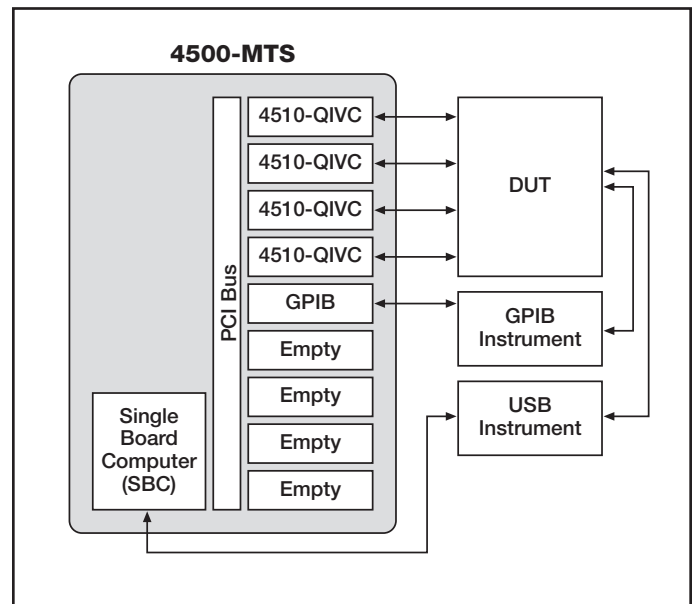 4500-MTS
PCI Bus
4510-QIVC
4510-QIVC
4510-QIVC
4510-QIVC
GPIB
Empty
Empty
Empty
Empty
Single
Board
Computer
(SBC)
DUT
GPIB
Instrument
USB
Instrument